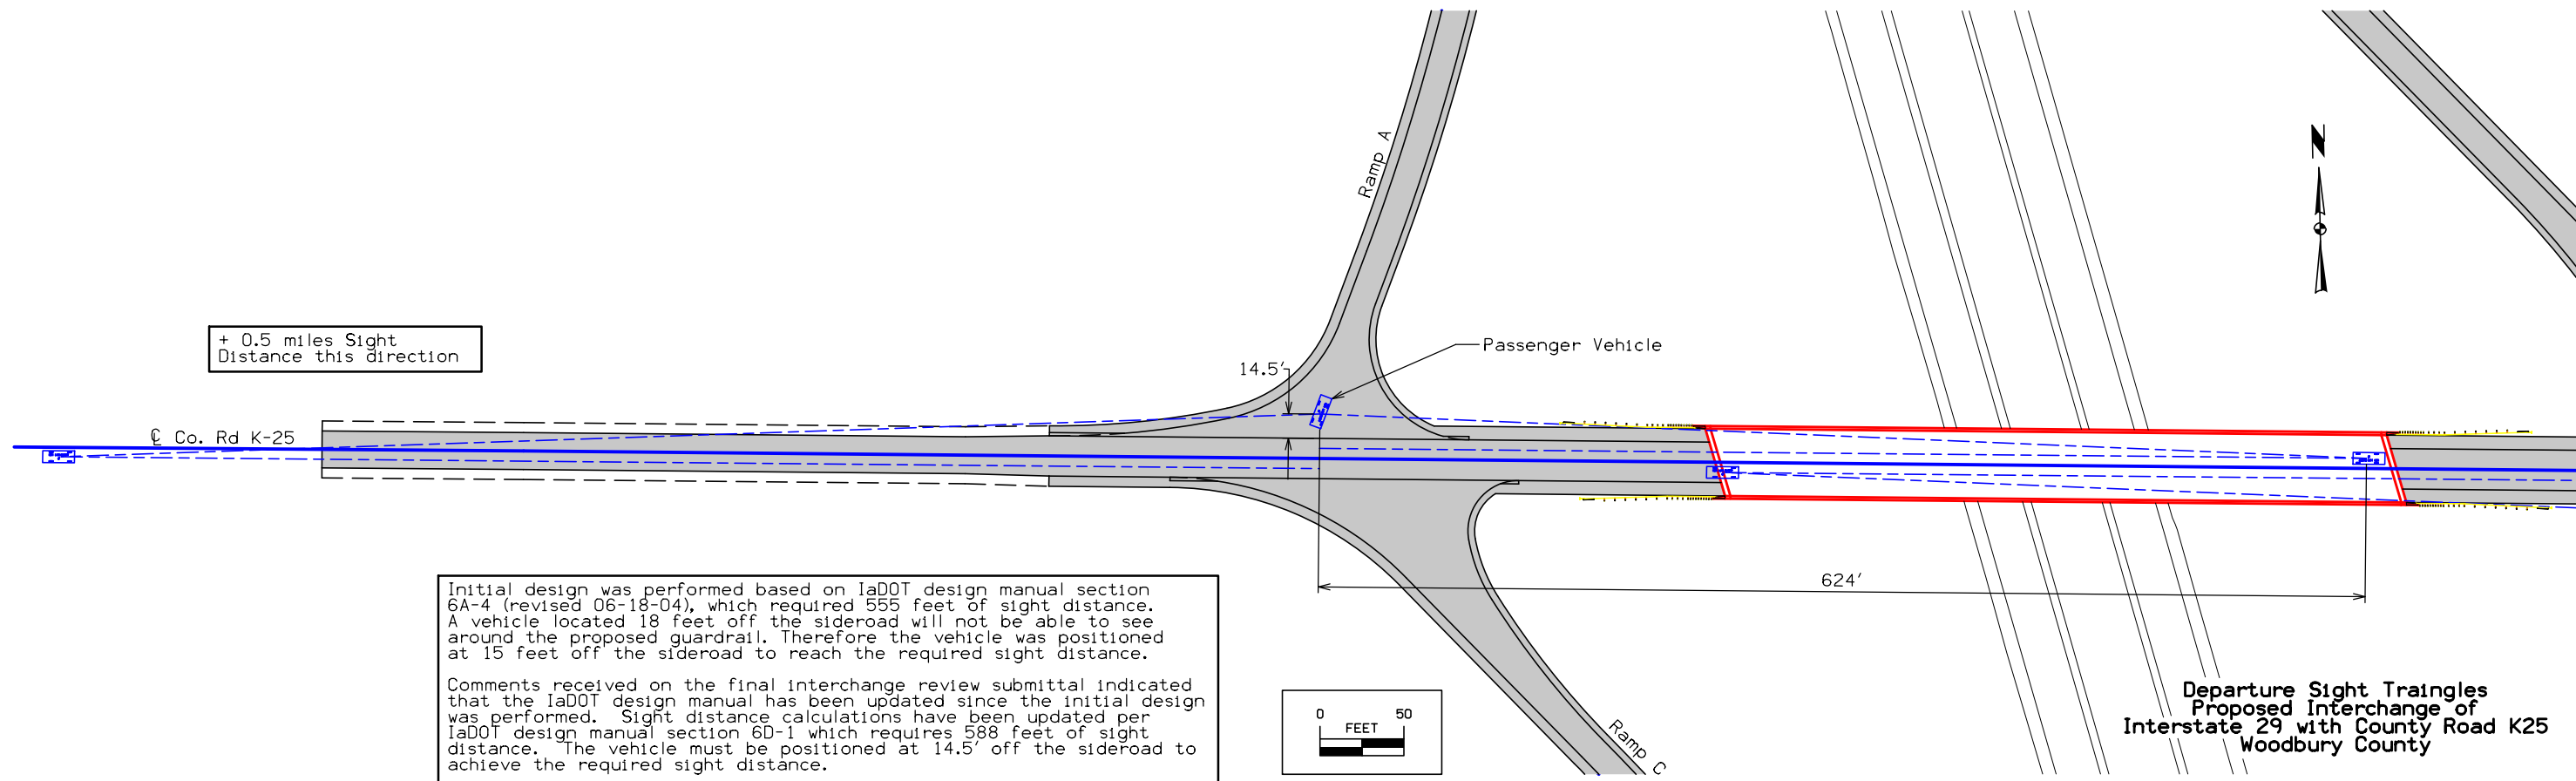 Ramp A
N
+ 0.5 miles Sight
Distance this direction
Passenger Vehicle
14.5'
℄ Co. Rd K-25
624'
Initial design was performed based on IaDOT design manual section
6A-4 (revised 06-18-04), which required 555 feet of sight distance.
A vehicle located 18 feet off the sideroad will not be able to see
around the proposed guardrail. Therefore the vehicle was positioned
at 15 feet off the sideroad to reach the required sight distance.
Comments received on the final interchange review submittal indicated
that the IaDOT design manual has been updated since the initial design
was performed. Sight distance calculations have been updated per
IaDOT design manual section 6D-1 which requires 588 feet of sight
distance. The vehicle must be positioned at 14.5' off the sideroad to
achieve the required sight distance.
0 50
FEET
Ramp C
Departure Sight Traingles
Proposed Interchange of
Interstate 29 with County Road K25
Woodbury County